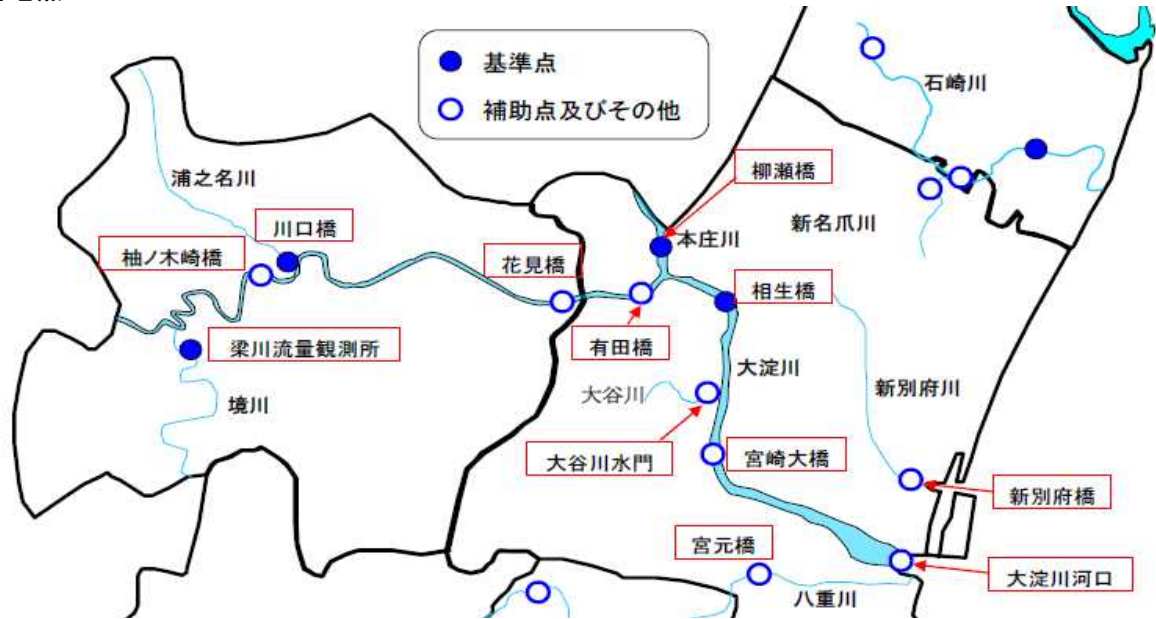 基準点
補助点及びその他
石崎川
柳瀬橋
浦之名川
川口橋
本庄川
新名爪川
柚ノ木崎橋
花見橋
相生橋
梁川流量観測所
有田橋
大淀川
新別府川
境川
大谷川
大谷川水門
宮崎大橋
新別府橋
宮元橋
大淀川河口
八重川